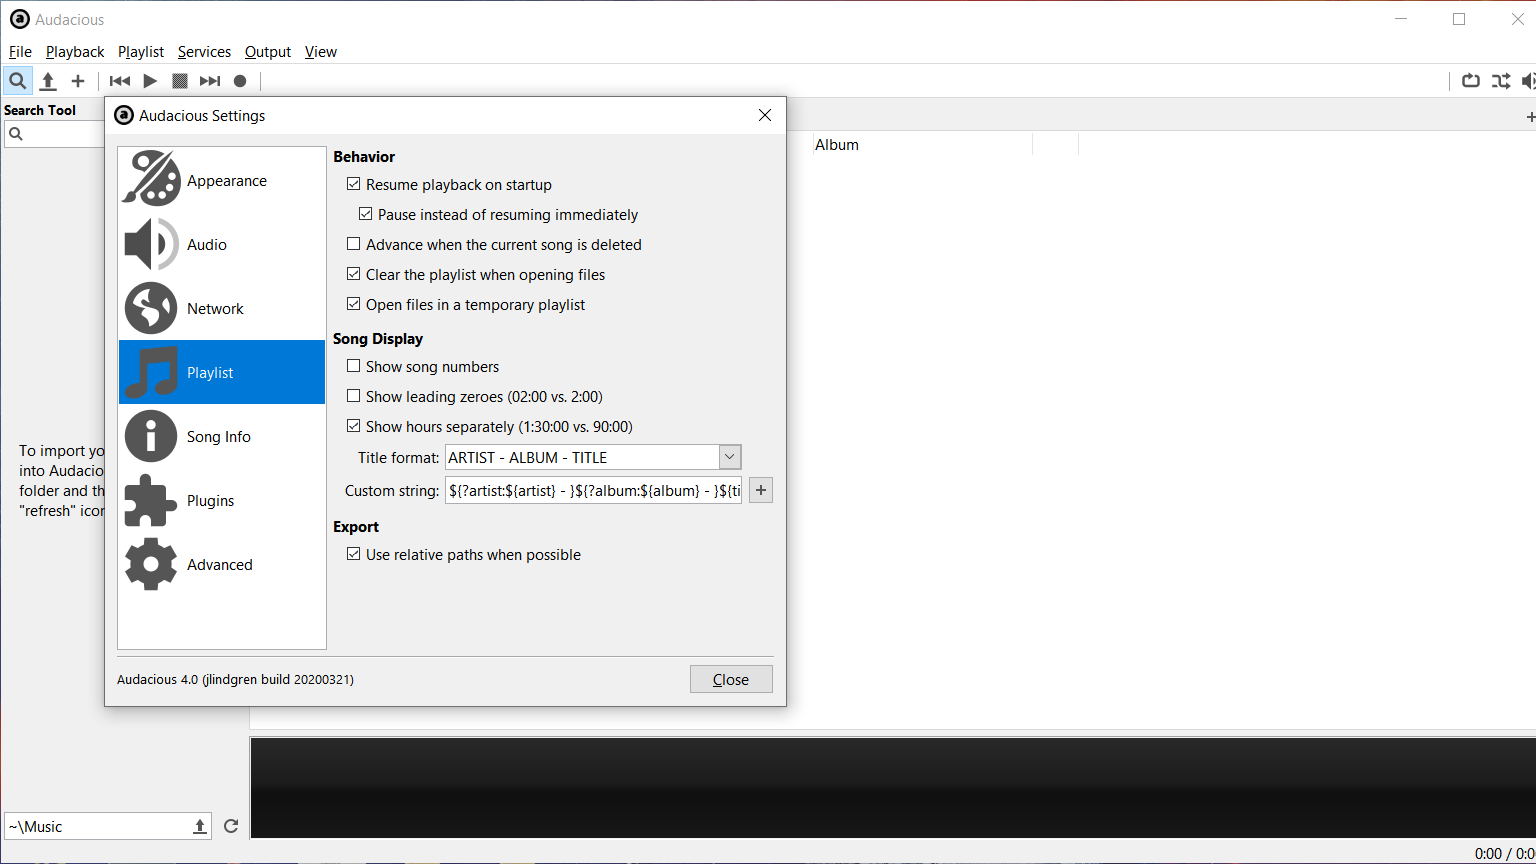 Audacious
File Playback Playlist Services Output View
Search Tool
Audacious Settings
Album
Appearance
Audio
Network
Playlist
Song Info
Plugins
Advanced
Behavior
Resume playback on startup
Pause instead of resuming immediately
Advance when the current song is deleted
Clear the playlist when opening files
Open files in a temporary playlist
Song Display
Show song numbers
Show leading zeroes (02:00 vs. 2:00)
Show hours separately (1:30:00 vs. 90:00)
Title format: ARTIST - ALBUM - TITLE
Custom string: ${?artist:${artist} - }${?album:${album} - }${ti
Export
Use relative paths when possible
To import yo
into Audacio
folder and th
"refresh" icon
Audacious 4.0 (jlindgren build 20200321)
Close
~\Music
0:00 / 0:0